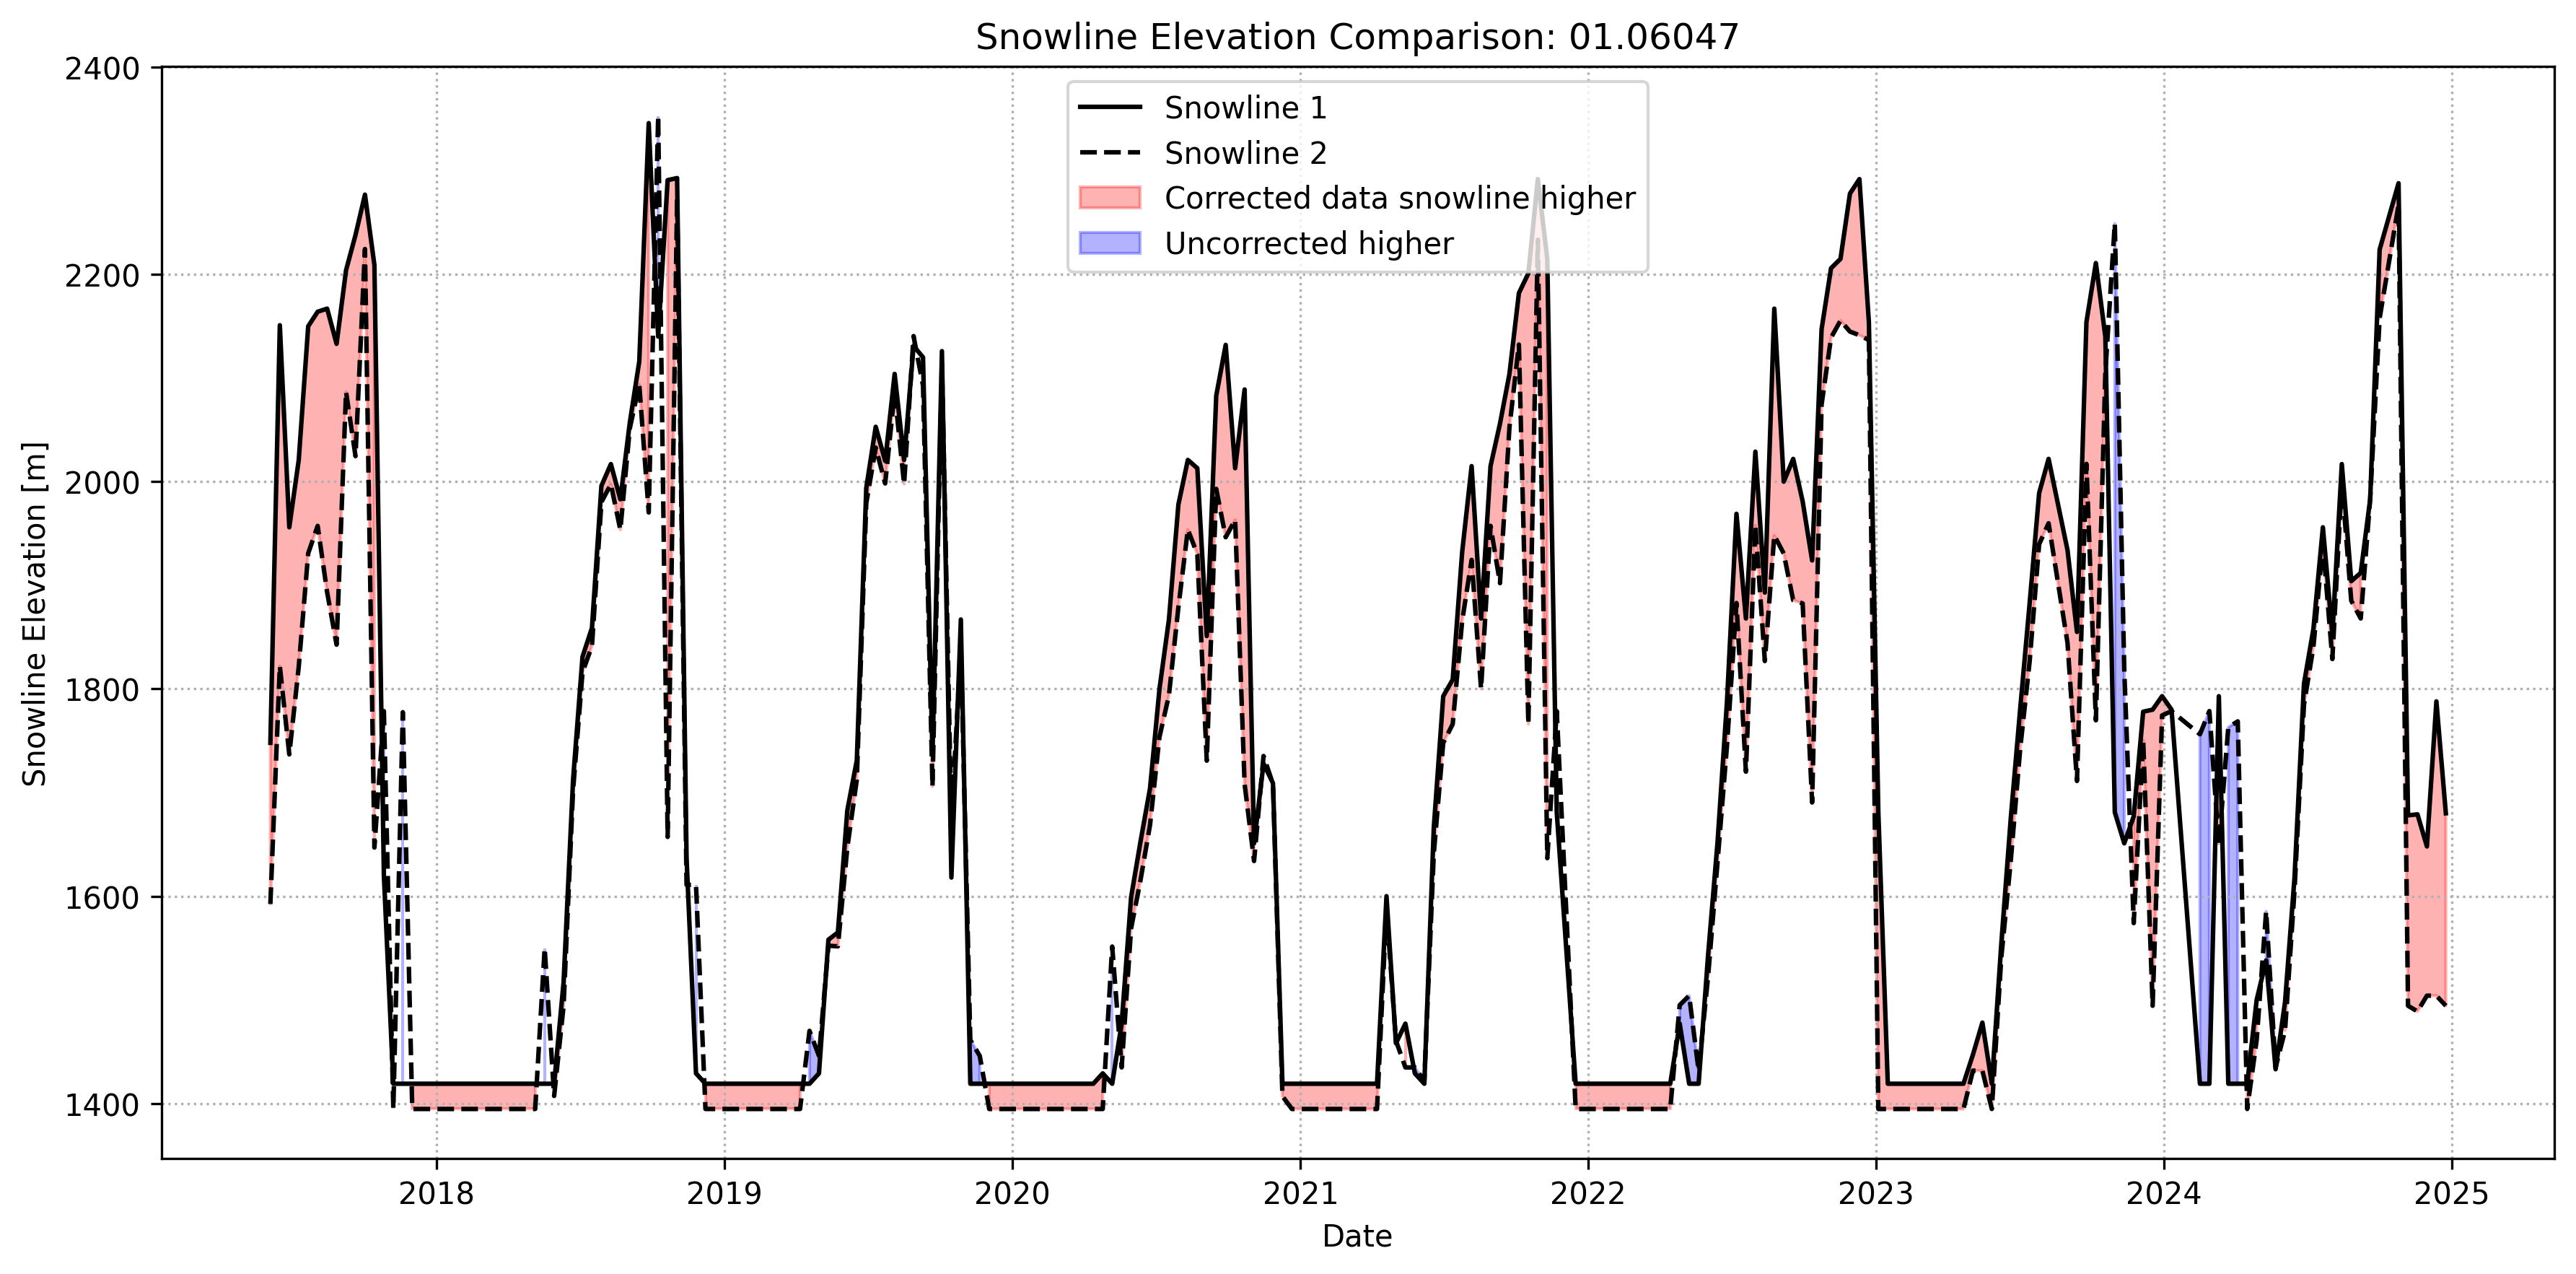 Snowline Elevation Comparison: 01.06047
2400
2200
2000
1800
1600
1400
Snowline Elevation [m]
Snowline 1
Snowline 2
Corrected data snowline higher
Uncorrected higher
2018
2019
2020
2021
2022
2023
2024
2025
Date